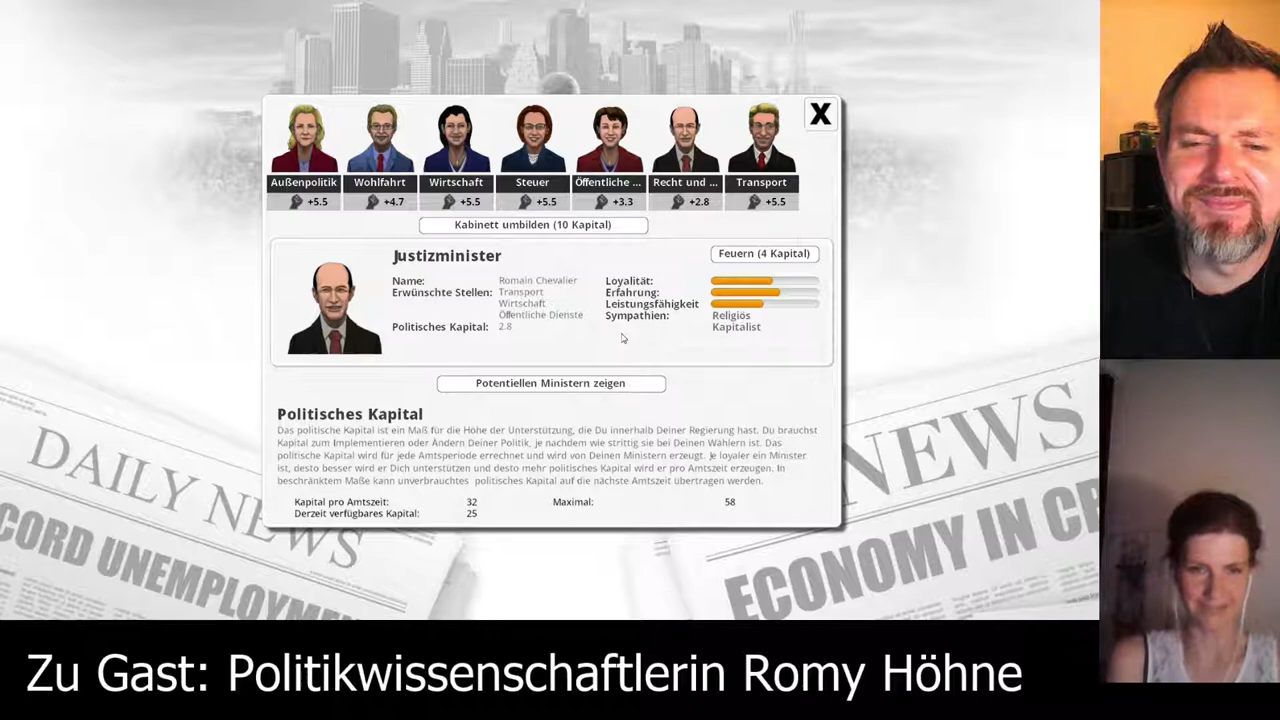 Außenpolitik Wohlfahrt Wirtschaft Steuer Öffentliche ... Recht und ... Transport
+5.5 +4.7 +5.5 +5.5 +3.3 +2.8 +5.5
X
Kabinett umbilden (10 Kapital)
Justizminister
Feuern (4 Kapital)
Name: Romain Chevalier
Erwünschte Stellen: Transport
Wirtschaft
Öffentliche Dienste
Politisches Kapital: 2.8
Loyalität:
Erfahrung:
Leistungsfähigkeit
Sympathien: Religiös
Kapitalist
Potentiellen Ministern zeigen
Politisches Kapital
Das politische Kapital ist ein Maß für die Höhe der Unterstützung, die Du innerhalb Deiner Regierung hast. Du brauchst
Kapital zum Implementieren oder Ändern Deiner Politik, je nachdem wie strittig sie bei Deinen Wählern ist. Das
politische Kapital wird für jede Amtsperiode errechnet und wird von Deinen Ministern erzeugt. Je loyaler ein Minister
ist, desto besser wird er Dich unterstützen und desto mehr politisches Kapital wird er pro Amtszeit erzeugen. In
beschränktem Maße kann unverbrauchtes politisches Kapital auf die nächste Amtszeit übertragen werden.
Kapital pro Amtszeit: 32 Maximal: 58
Derzeit verfügbares Kapital: 25
DAILY NEWS
CORD UNEMPLOYME
NEWS
ECONOMY IN CR
Zu Gast: Politikwissenschaftlerin Romy Höhne